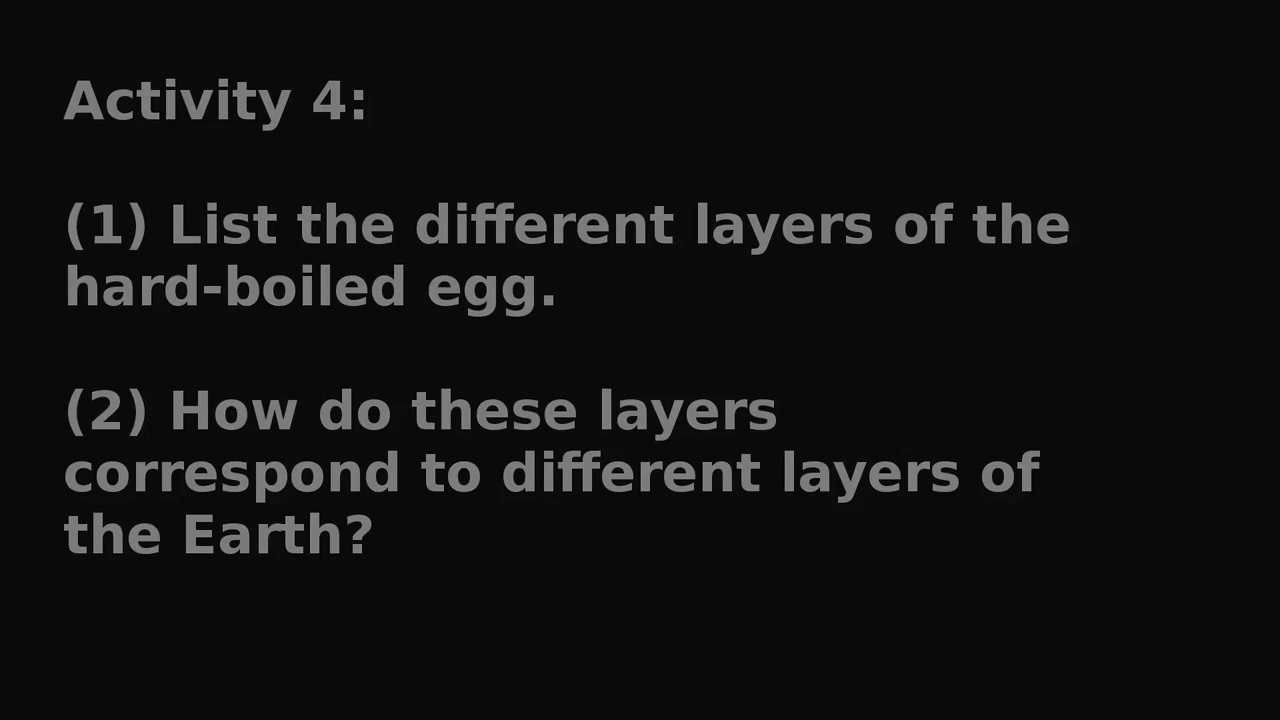 Activity 4:
(1) List the different layers of the
hard-boiled egg.
(2) How do these layers
correspond to different layers of
the Earth?